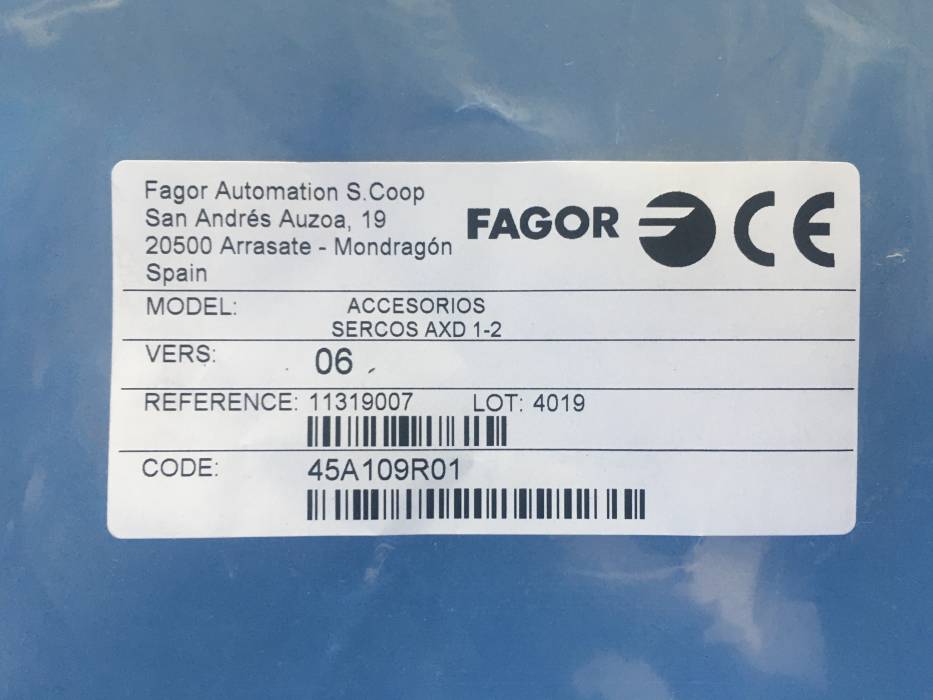 Fagor Automation S.Coop
San Andrés Auzoa, 19
20500 Arrasate - Mondragón
Spain
FAGOR CE
MODEL: ACCESORIOS
SERCOS AXD 1-2
VERS: 06
REFERENCE: 11319007 LOT: 4019
CODE: 45A109R01